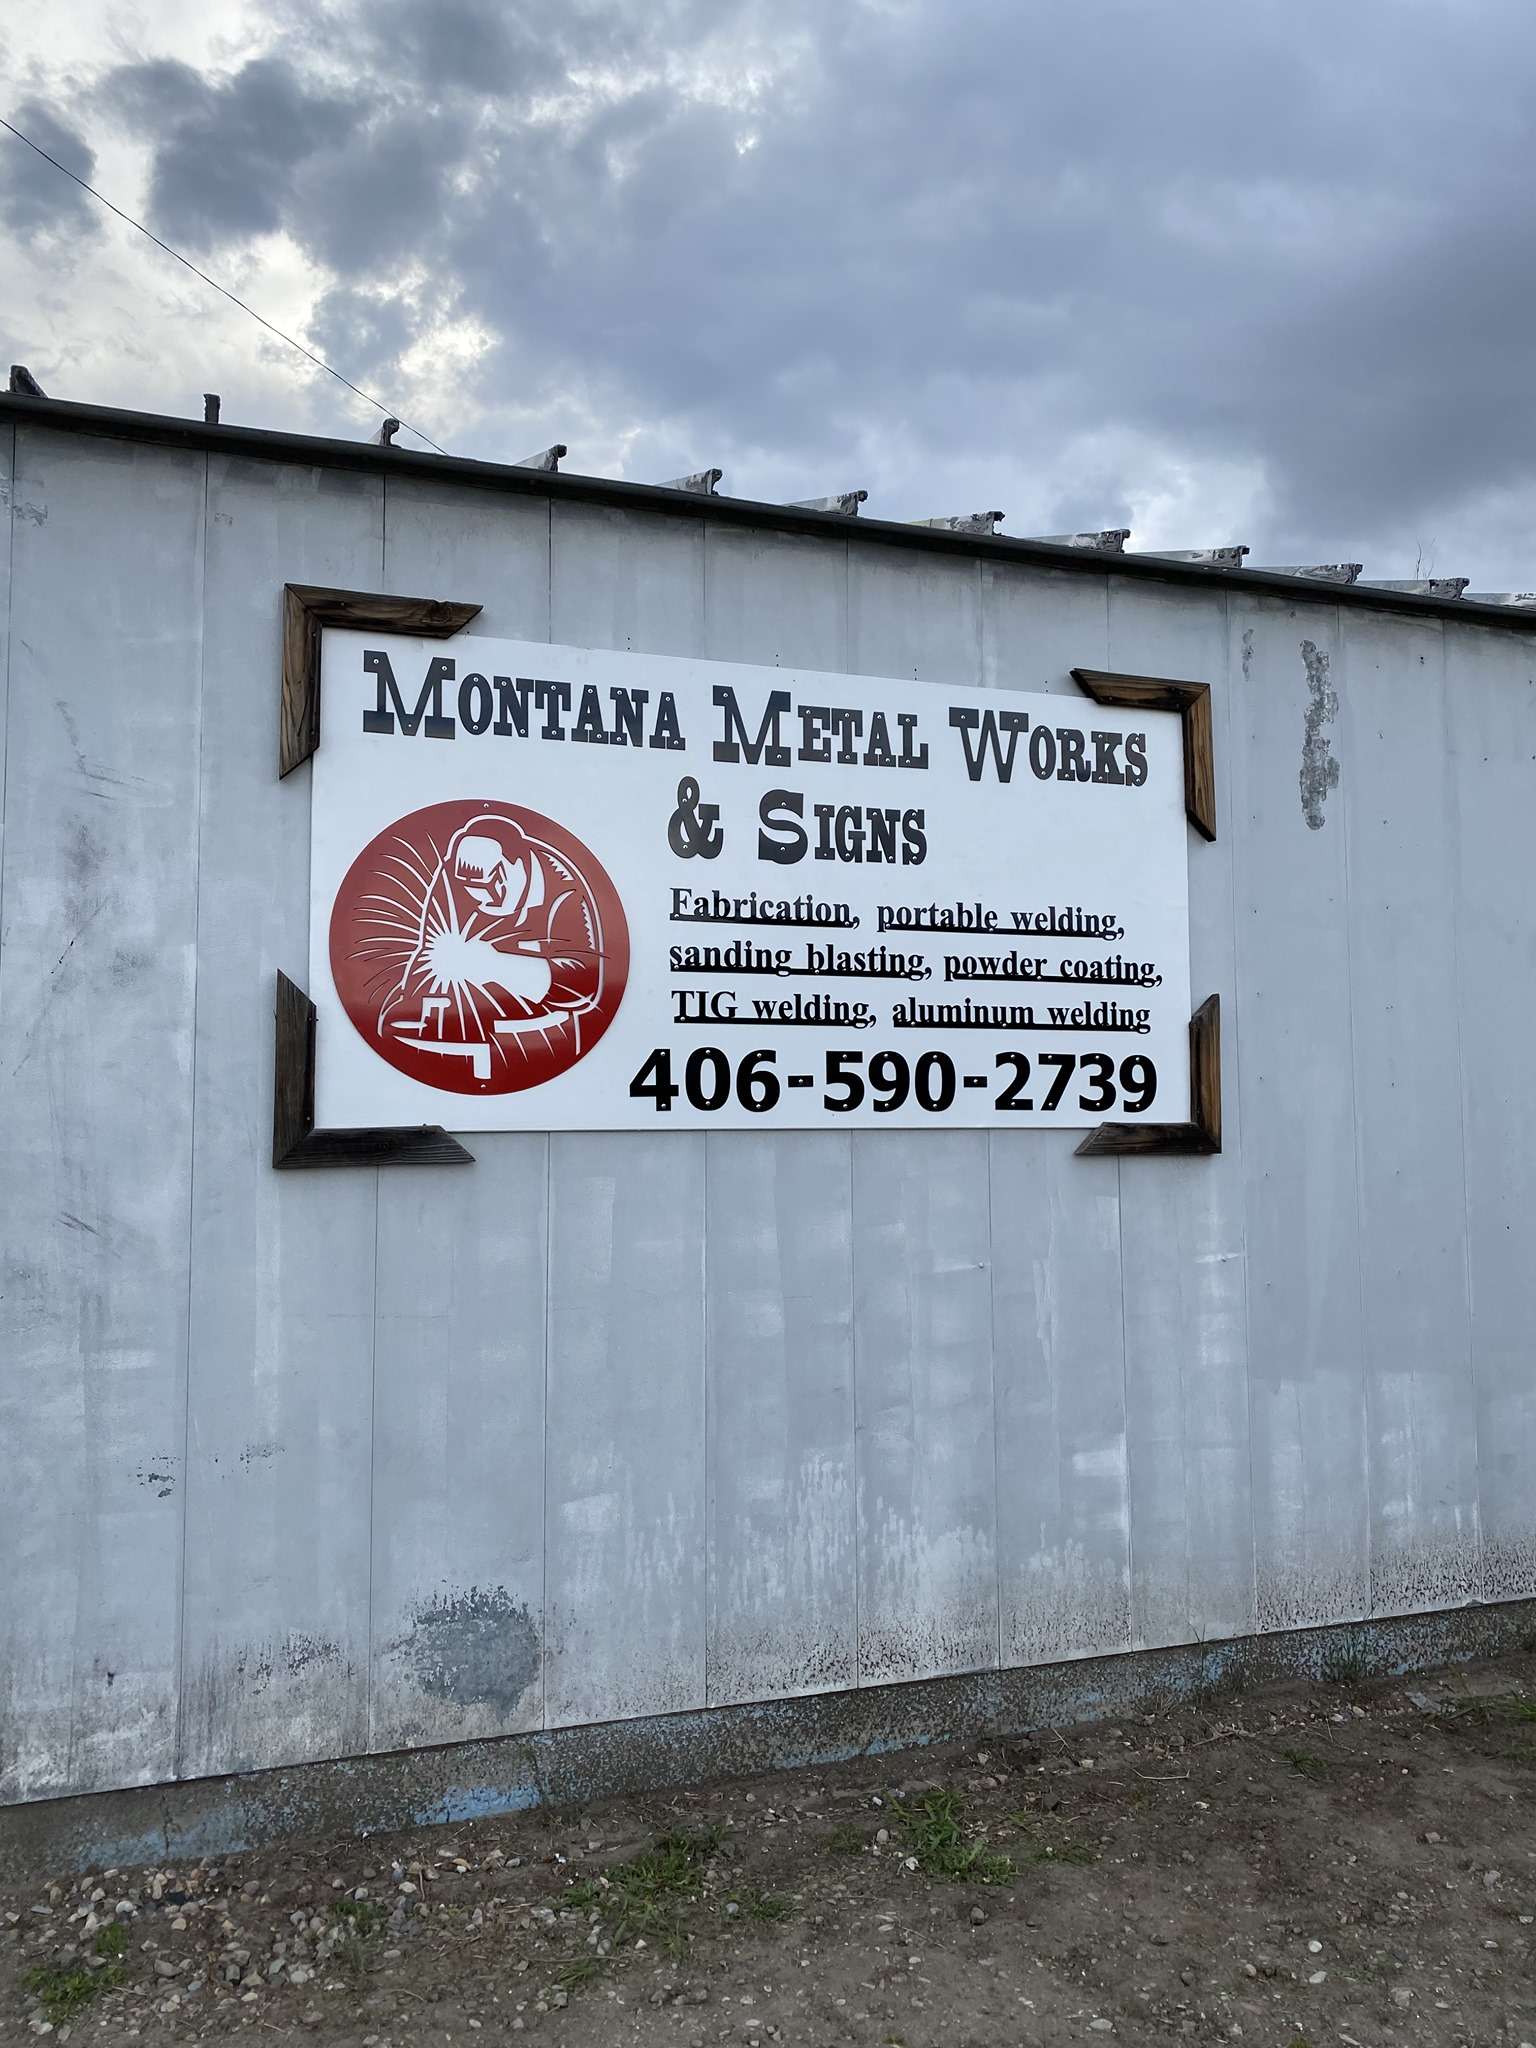 Montana Metal Works
& Signs
Fabrication, portable welding,
sanding blasting, powder coating,
TIG welding, aluminum welding
406-590-2739